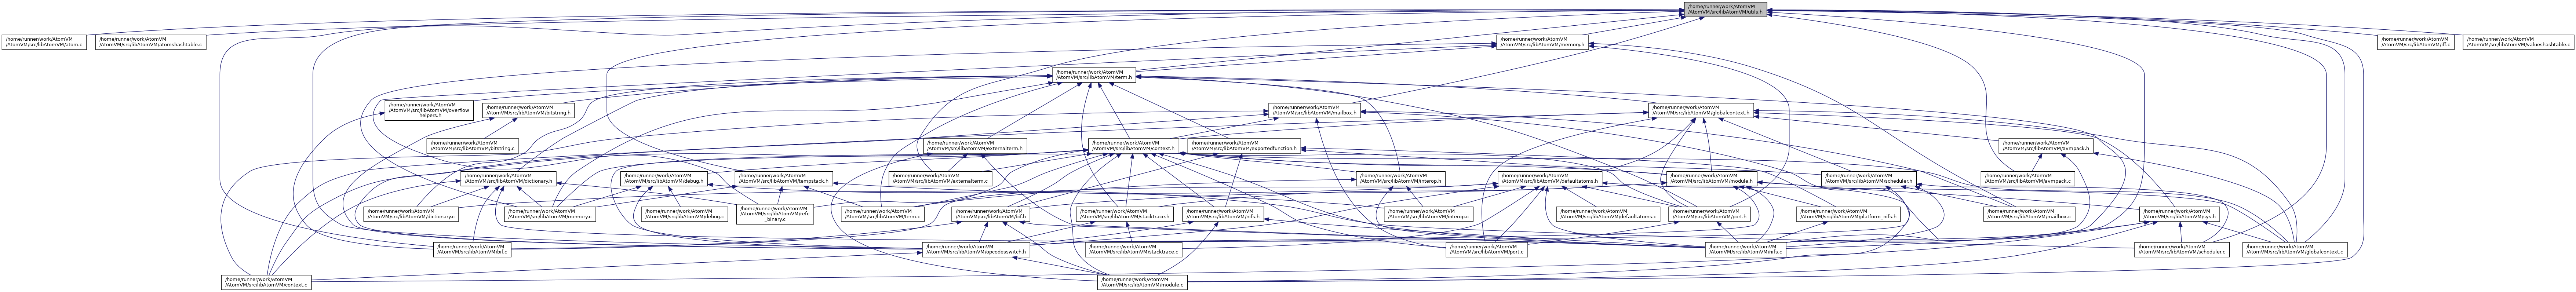 /home/runner/work/AtomVM
/AtomVM/src/libAtomVM/utils.h
/home/runner/work/AtomVM
/AtomVM/src/libAtomVM/atom.c
/home/runner/work/AtomVM
/AtomVM/src/libAtomVM/atomshashtable.c
/home/runner/work/AtomVM
/AtomVM/src/libAtomVM/memory.h
/home/runner/work/AtomVM
/AtomVM/src/libAtomVM/iff.c
/home/runner/work/AtomVM
/AtomVM/src/libAtomVM/valueshashtable.c
/home/runner/work/AtomVM
/AtomVM/src/libAtomVM/term.h
/home/runner/work/AtomVM
/AtomVM/src/libAtomVM/overflow
_helpers.h
/home/runner/work/AtomVM
/AtomVM/src/libAtomVM/bitstring.h
/home/runner/work/AtomVM
/AtomVM/src/libAtomVM/mailbox.h
/home/runner/work/AtomVM
/AtomVM/src/libAtomVM/globalcontext.h
/home/runner/work/AtomVM
/AtomVM/src/libAtomVM/bitstring.c
/home/runner/work/AtomVM
/AtomVM/src/libAtomVM/externalterm.h
/home/runner/work/AtomVM
/AtomVM/src/libAtomVM/context.h
/home/runner/work/AtomVM
/AtomVM/src/libAtomVM/exportedfunction.h
/home/runner/work/AtomVM
/AtomVM/src/libAtomVM/avmpack.h
/home/runner/work/AtomVM
/AtomVM/src/libAtomVM/dictionary.h
/home/runner/work/AtomVM
/AtomVM/src/libAtomVM/debug.h
/home/runner/work/AtomVM
/AtomVM/src/libAtomVM/tempstack.h
/home/runner/work/AtomVM
/AtomVM/src/libAtomVM/externalterm.c
/home/runner/work/AtomVM
/AtomVM/src/libAtomVM/interop.h
/home/runner/work/AtomVM
/AtomVM/src/libAtomVM/defaultatoms.h
/home/runner/work/AtomVM
/AtomVM/src/libAtomVM/module.h
/home/runner/work/AtomVM
/AtomVM/src/libAtomVM/scheduler.h
/home/runner/work/AtomVM
/AtomVM/src/libAtomVM/avmpack.c
/home/runner/work/AtomVM
/AtomVM/src/libAtomVM/dictionary.c
/home/runner/work/AtomVM
/AtomVM/src/libAtomVM/memory.c
/home/runner/work/AtomVM
/AtomVM/src/libAtomVM/debug.c
/home/runner/work/AtomVM
/AtomVM/src/libAtomVM/refc
_binary.c
/home/runner/work/AtomVM
/AtomVM/src/libAtomVM/term.c
/home/runner/work/AtomVM
/AtomVM/src/libAtomVM/bif.h
/home/runner/work/AtomVM
/AtomVM/src/libAtomVM/stacktrace.h
/home/runner/work/AtomVM
/AtomVM/src/libAtomVM/nifs.h
/home/runner/work/AtomVM
/AtomVM/src/libAtomVM/interop.c
/home/runner/work/AtomVM
/AtomVM/src/libAtomVM/defaultatoms.c
/home/runner/work/AtomVM
/AtomVM/src/libAtomVM/port.h
/home/runner/work/AtomVM
/AtomVM/src/libAtomVM/platform_nifs.h
/home/runner/work/AtomVM
/AtomVM/src/libAtomVM/mailbox.c
/home/runner/work/AtomVM
/AtomVM/src/libAtomVM/sys.h
/home/runner/work/AtomVM
/AtomVM/src/libAtomVM/bif.c
/home/runner/work/AtomVM
/AtomVM/src/libAtomVM/opcodesswitch.h
/home/runner/work/AtomVM
/AtomVM/src/libAtomVM/stacktrace.c
/home/runner/work/AtomVM
/AtomVM/src/libAtomVM/port.c
/home/runner/work/AtomVM
/AtomVM/src/libAtomVM/nifs.c
/home/runner/work/AtomVM
/AtomVM/src/libAtomVM/scheduler.c
/home/runner/work/AtomVM
/AtomVM/src/libAtomVM/globalcontext.c
/home/runner/work/AtomVM
/AtomVM/src/libAtomVM/context.c
/home/runner/work/AtomVM
/AtomVM/src/libAtomVM/module.c